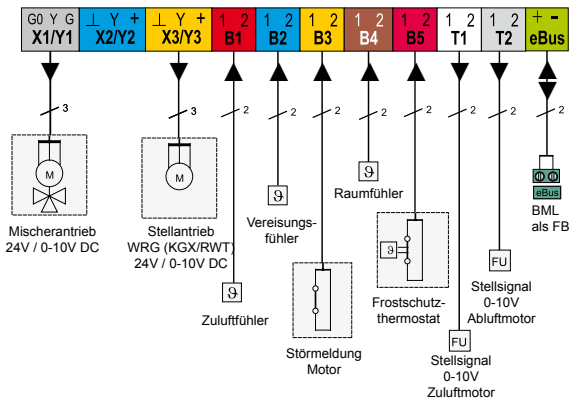 G0 Y G ⊥ Y + ⊥ Y + 1 2 1 2 1 2 1 2 1 2 1 2 1 2 + -
X1/Y1 X2/Y2 X3/Y3 B1 B2 B3 B4 B5 T1 T2 eBus
3 3 2 2 2 2 2 2 2 2
M
Mischerantrieb
24V / 0-10V DC
M
Stellantrieb
WRG (KGX/RWT)
24V / 0-10V DC
ϑ
Zuluftfühler
ϑ
Vereisungs-
fühler
Störmeldung
Motor
ϑ
Raumfühler
ϑ
Frostschutz-
thermostat
FU
Stellsignal
0-10V
Zuluftmotor
FU
Stellsignal
0-10V
Abluftmotor
eBus
BML
als FB